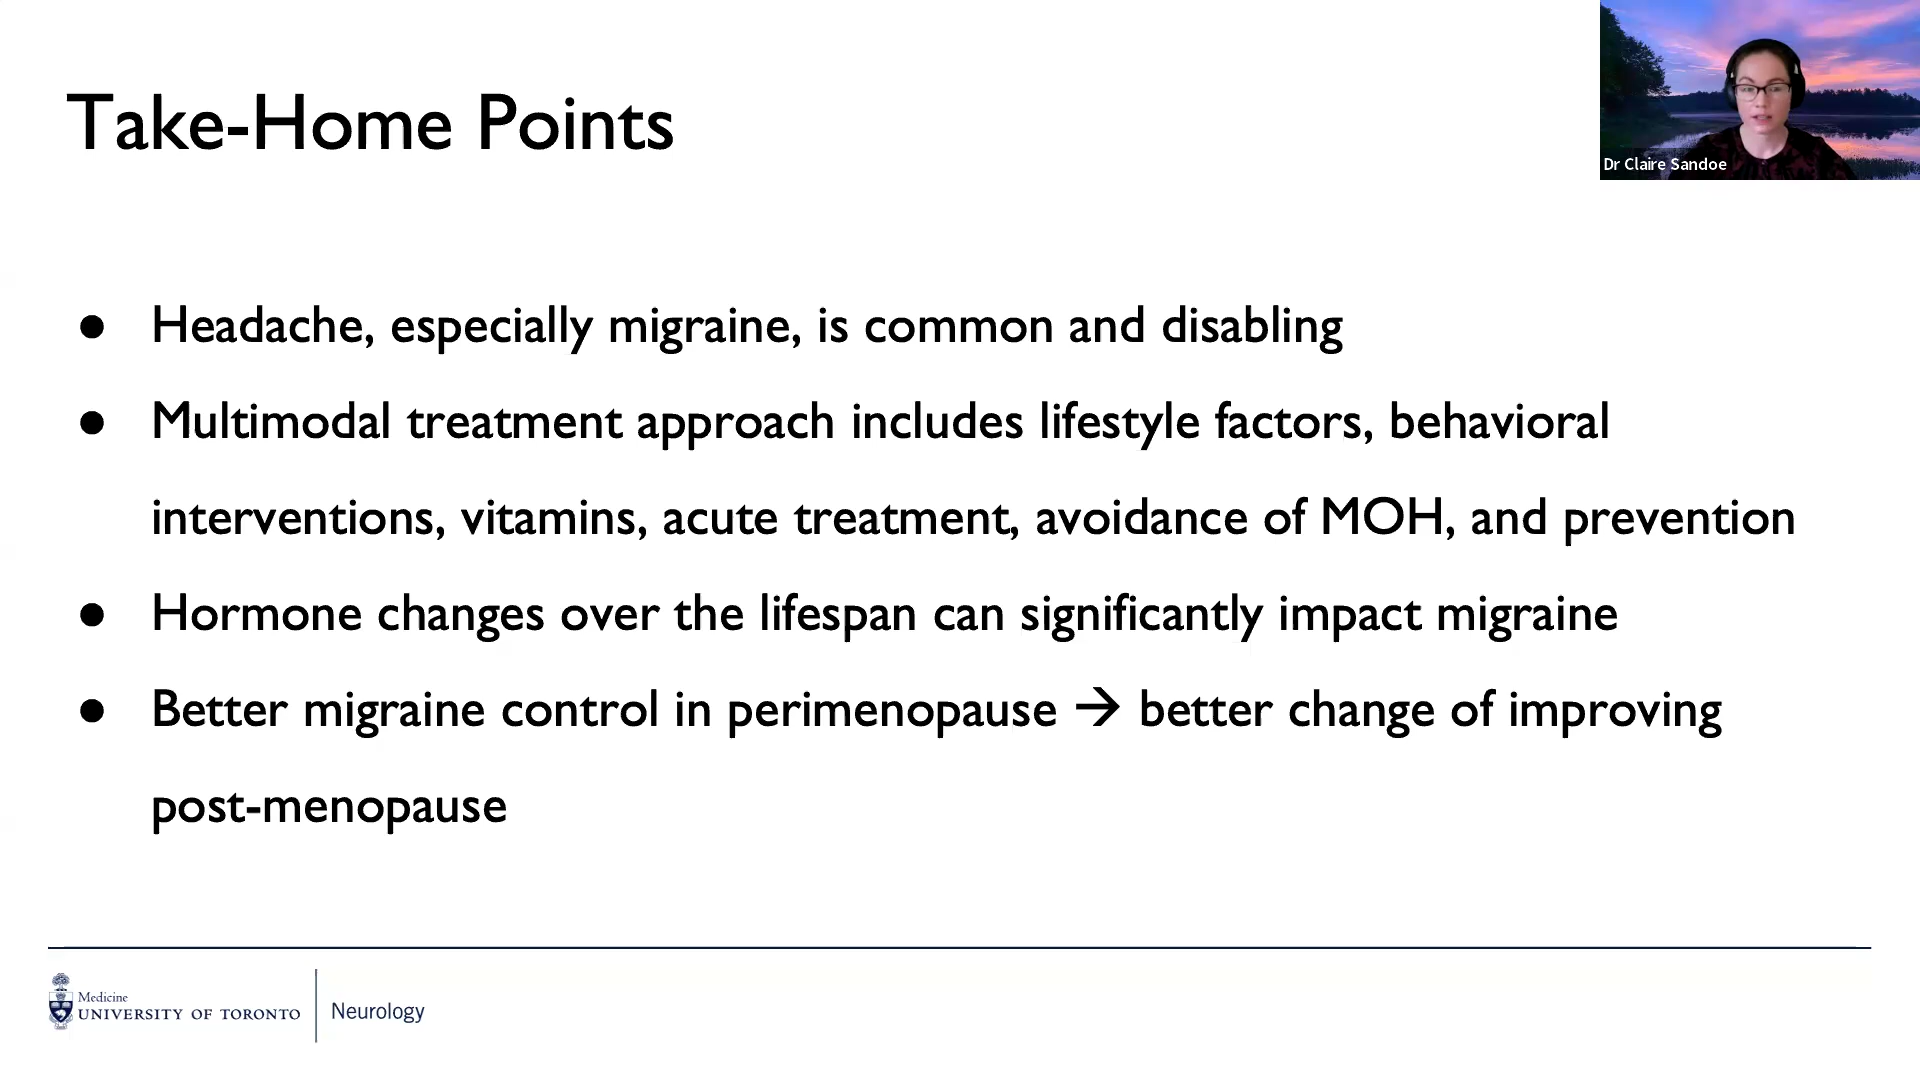 Take-Home Points
Dr Claire Sandoe
● Headache, especially migraine, is common and disabling
● Multimodal treatment approach includes lifestyle factors, behavioral
interventions, vitamins, acute treatment, avoidance of MOH, and prevention
● Hormone changes over the lifespan can significantly impact migraine
● Better migraine control in perimenopause → better change of improving
post-menopause
Medicine
UNIVERSITY OF TORONTO
Neurology